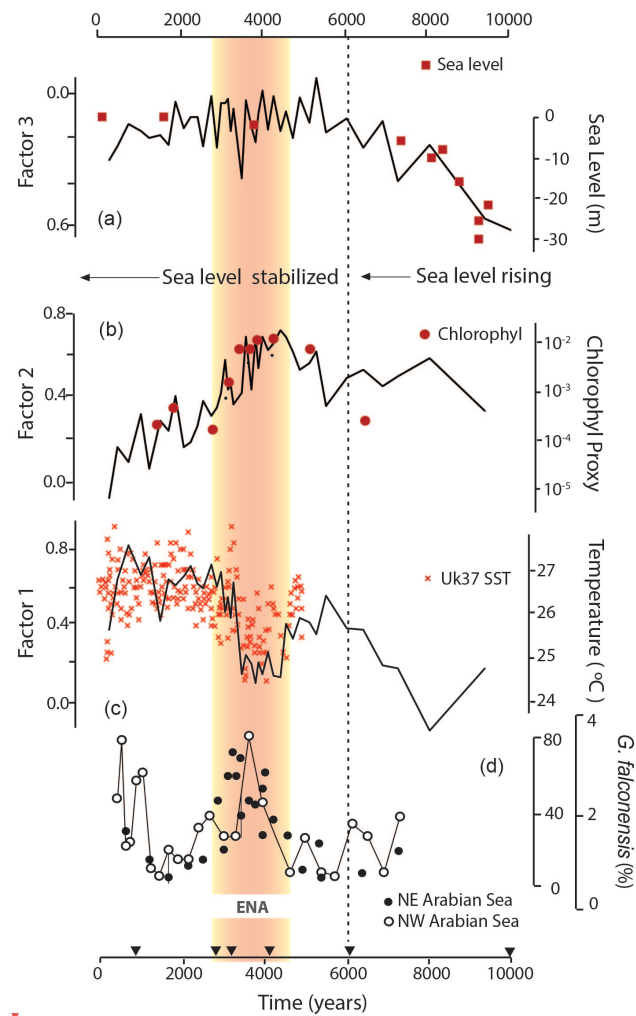 0 2000 4000 6000 8000 10000
Sea level
0.0
0.6
Factor 3
(a)
0
-10
-20
-30
Sea Level (m)
Sea level stabilized
Sea level rising
(b)
0.8
0.4
0.0
Factor 2
Chlorophyl
10⁻²
10⁻³
10⁻⁴
10⁻⁵
Chlorophyl Proxy
0.8
0.4
0.0
Factor 1
Uk37 SST
27
26
25
24
Temperature ( ºC)
(c)
(d)
80
40
0
4
2
0
G. falconensis (%)
NE Arabian Sea
NW Arabian Sea
ENA
0 2000 4000 6000 8000 10000
Time (years)